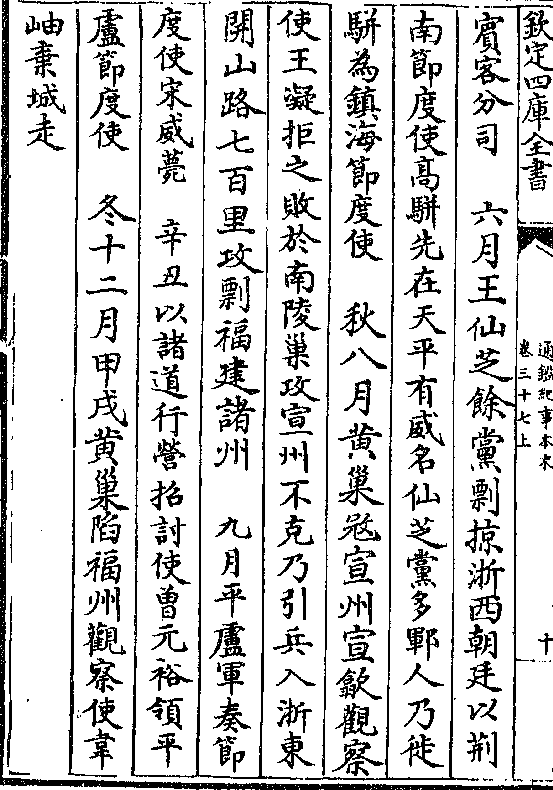 欽定四庫全書
通鑑紀事本末
卷三十七上
十
賓客分司　六月王仙芝餘黨剽掠浙西朝廷以荆
南節度使高駢先在天平有威名仙芝黨多鄆人乃徙
駢為鎮海節度使　秋八月黄巢冦宣州宣歙觀察
使王凝拒之敗於南陵巢攻宣州不克乃引兵入浙東
開山路七百里攻剽福建諸州　九月平盧軍奏節
度使宋威薨　辛丑以諸道行營招討使曽元裕領平
盧節度使　冬十二月甲戌黄巢陷福州觀察使韋
岫棄城走